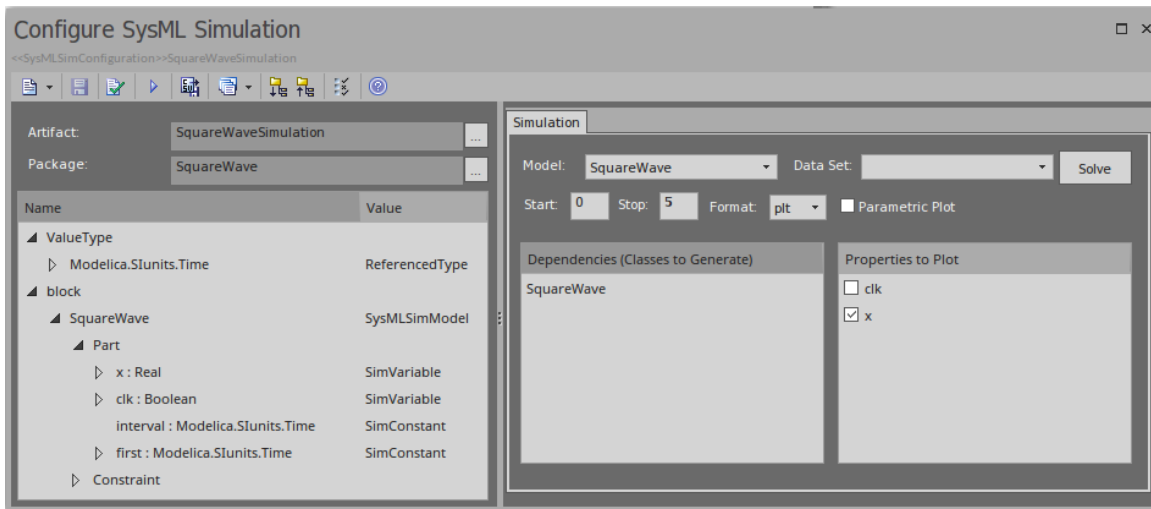 Configure SysML Simulation
<<SysMLSimConfiguration>>SquareWaveSimulation
Artifact: SquareWaveSimulation ...
Package: SquareWave ...
Name Value
ValueType
Modelica.SIunits.Time ReferencedType
block
SquareWave SysMLSimModel
Part
x : Real SimVariable
clk : Boolean SimVariable
interval : Modelica.SIunits.Time SimConstant
first : Modelica.SIunits.Time SimConstant
Constraint
Simulation
Model: SquareWave Data Set: Solve
Start: 0 Stop: 5 Format: plt Parametric Plot
Dependencies (Classes to Generate) Properties to Plot
SquareWave clk
x